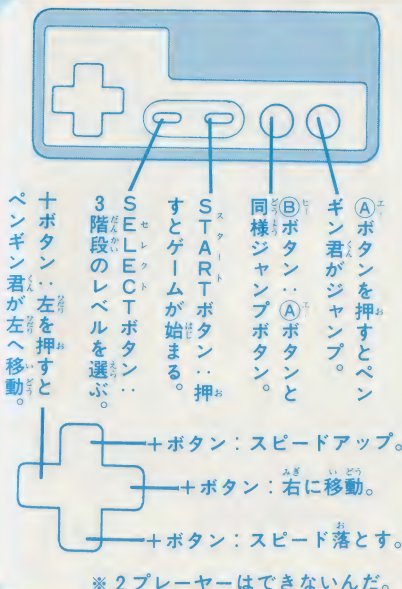 Ⓐボタンを押すとペン
ギン君がジャンプ。
Ⓑボタン：Ⓐボタンと
同様ジャンプボタン。
STARTボタン：押
すとゲームが始まる。
SELECTボタン：
3階段のレベルを選ぶ。
＋ボタン：左を押すと
ペンギン君が左へ移動。
＋ボタン：スピードアップ。
＋ボタン：右に移動。
＋ボタン：スピード落とす。
※2プレーヤーはできないんだ。